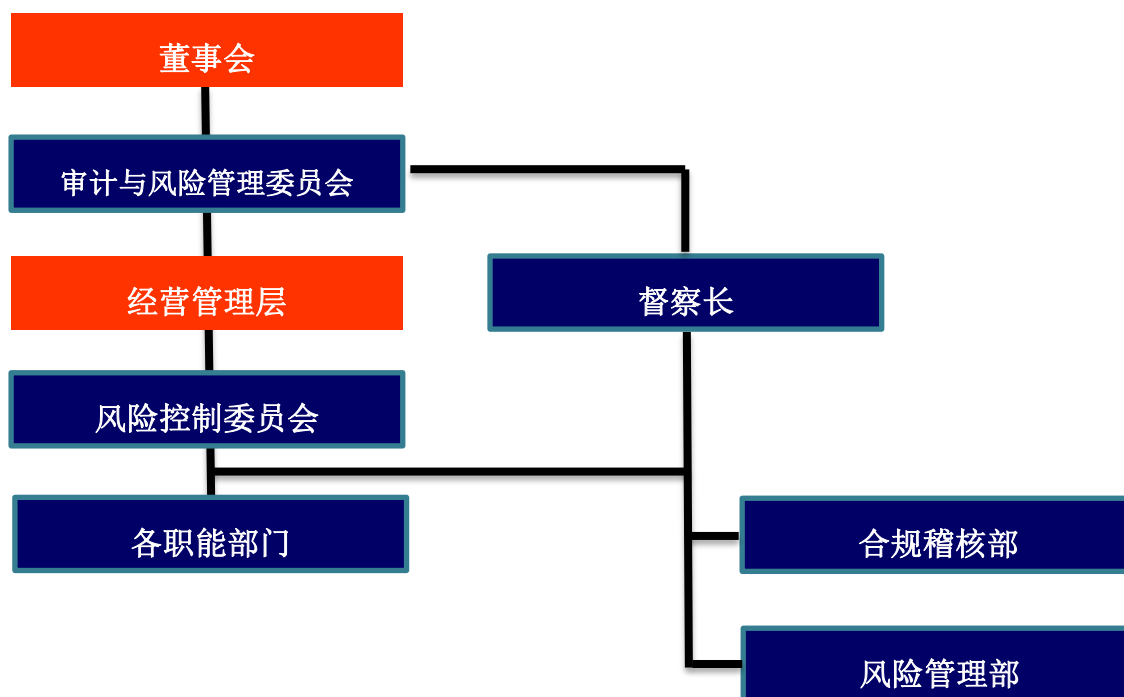 董事会
审计与风险管理委员会
经营管理层
督察长
风险控制委员会
各职能部门
合规稽核部
风险管理部